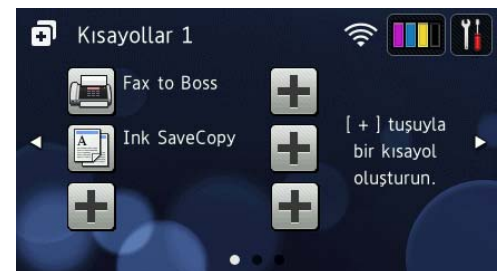 Kısayollar 1
Fax to Boss
Ink SaveCopy
[ + ] tuşuyla
bir kısayol
oluşturun.